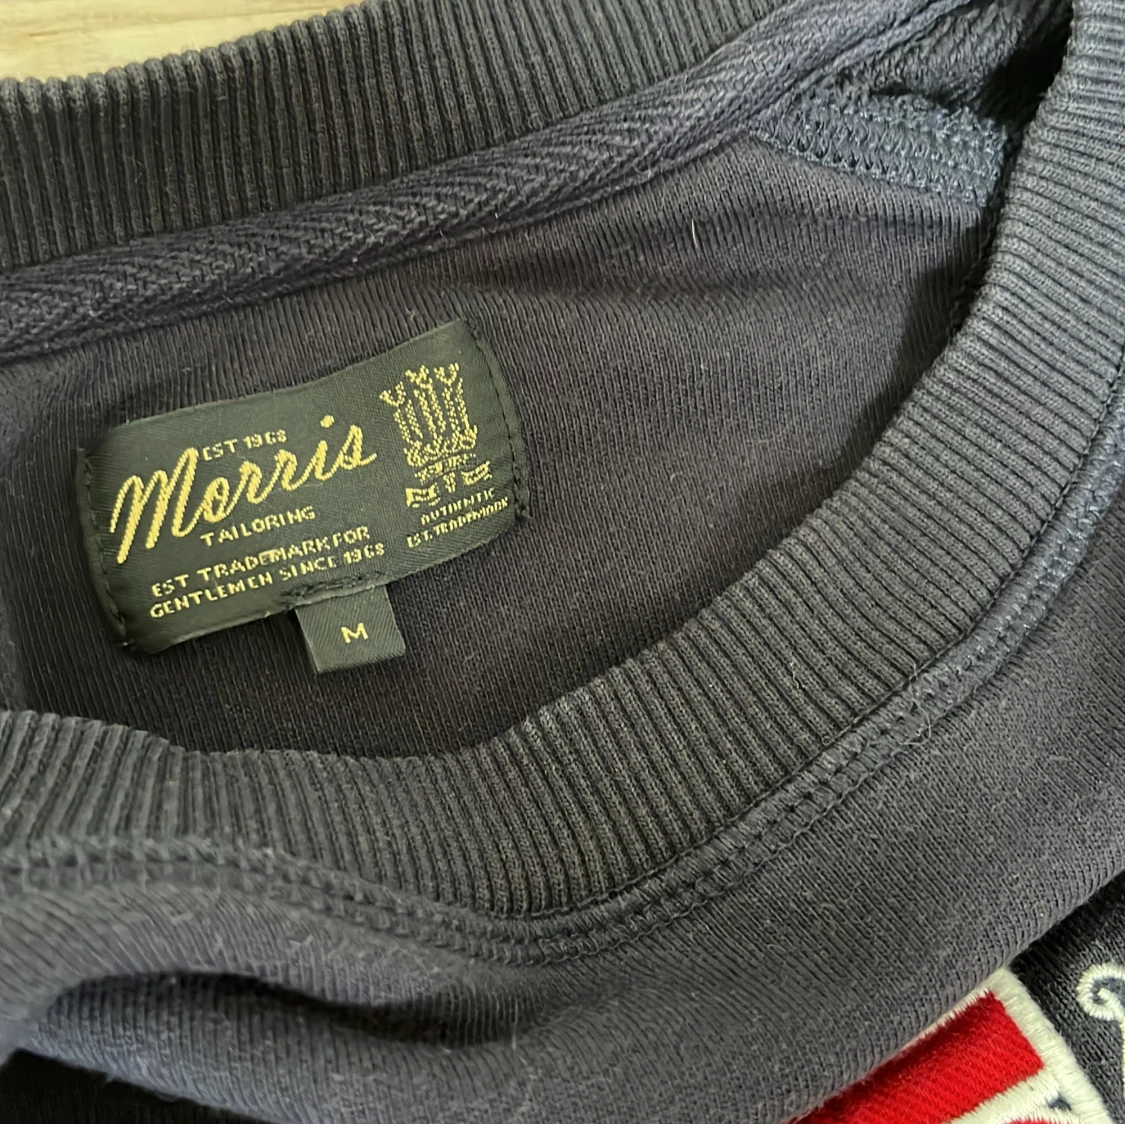 EST 1968
Morris
TAILORING
EST TRADEMARK FOR
GENTLEMEN SINCE 1968
AUTHENTIC
EST. TRADEMARK
M